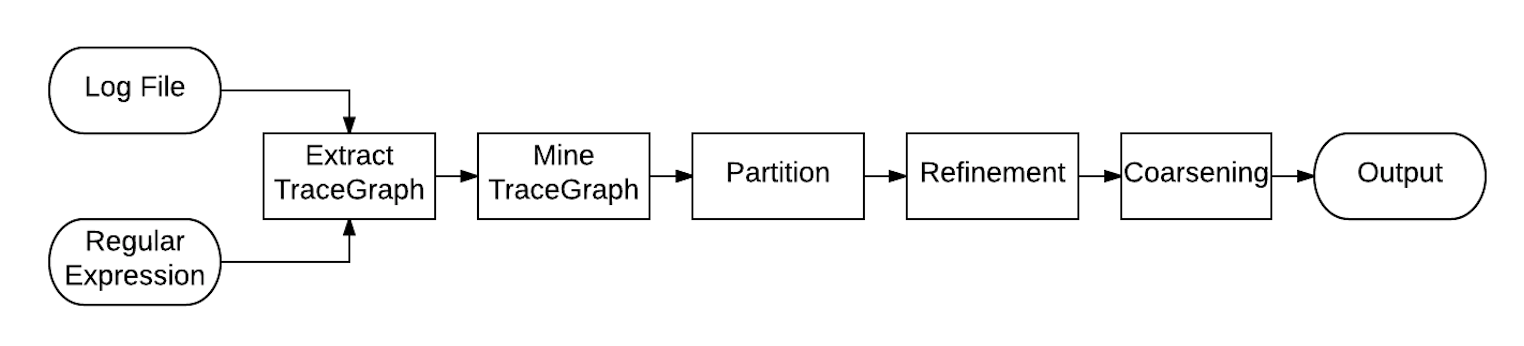 Log File
Regular
Expression
Extract
TraceGraph
Mine
TraceGraph
Partition
Refinement
Coarsening
Output